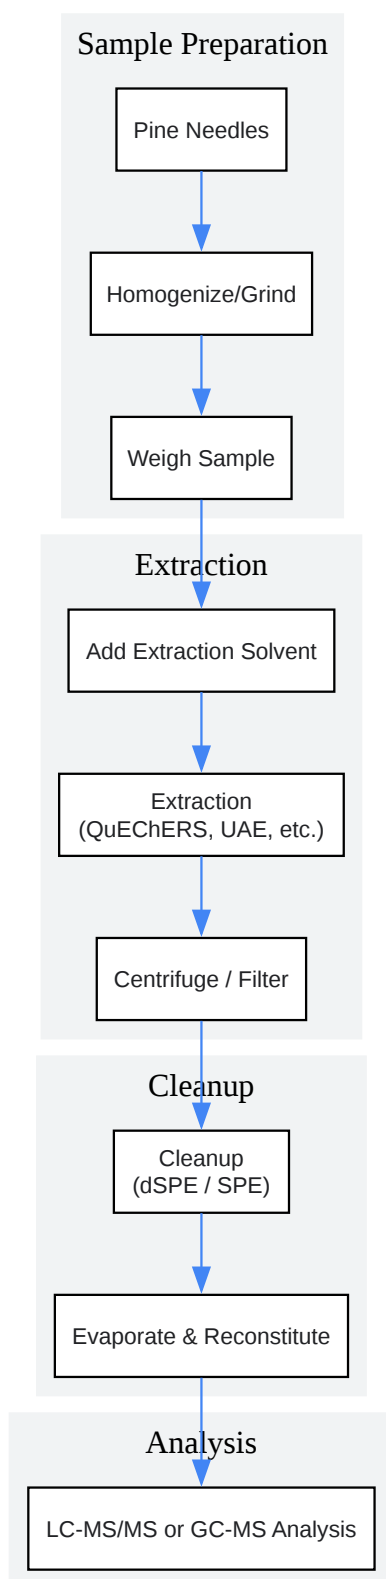 Sample Preparation
Pine Needles
Homogenize/Grind
Weigh Sample
Extraction
Add Extraction Solvent
Extraction
(QuEChERS, UAE, etc.)
Centrifuge / Filter
Cleanup
Cleanup
(dSPE / SPE)
Evaporate & Reconstitute
Analysis
LC-MS/MS or GC-MS Analysis